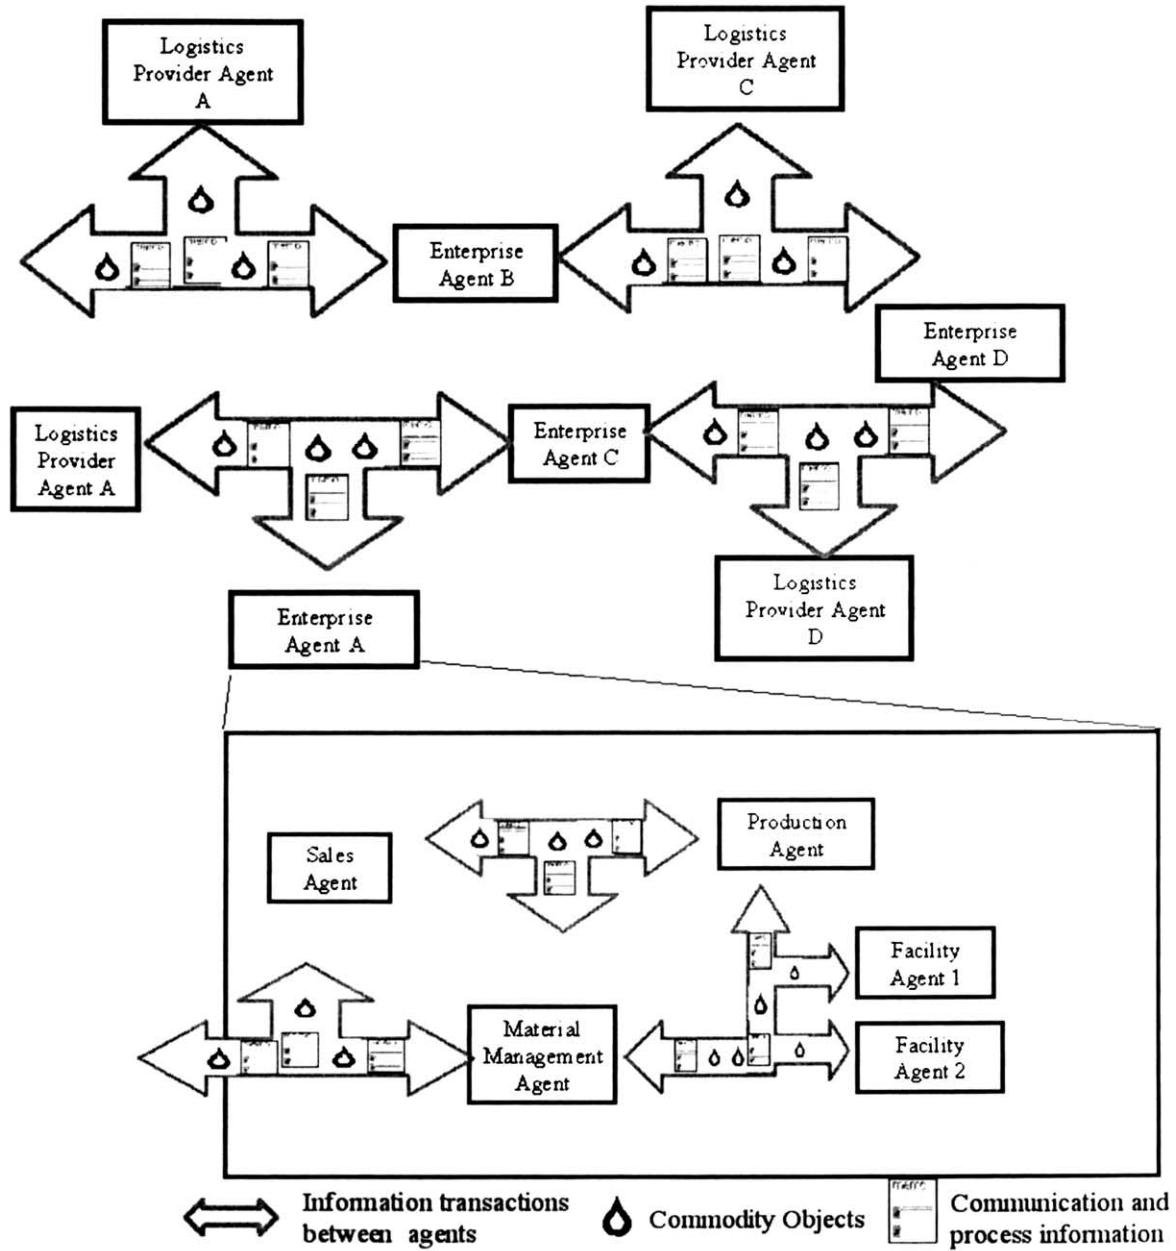 Logistics
Provider Agent
A
Logistics
Provider Agent
C
Enterprise
Agent B
Enterprise
Agent D
Logistics
Provider
Agent A
Enterprise
Agent C
Logistics
Provider Agent
D
Enterprise
Agent A
Production
Agent
Sales
Agent
Facility
Agent 1
Material
Management
Agent
Facility
Agent 2
Information transactions
between agents
Commodity Objects
Communication and
process information